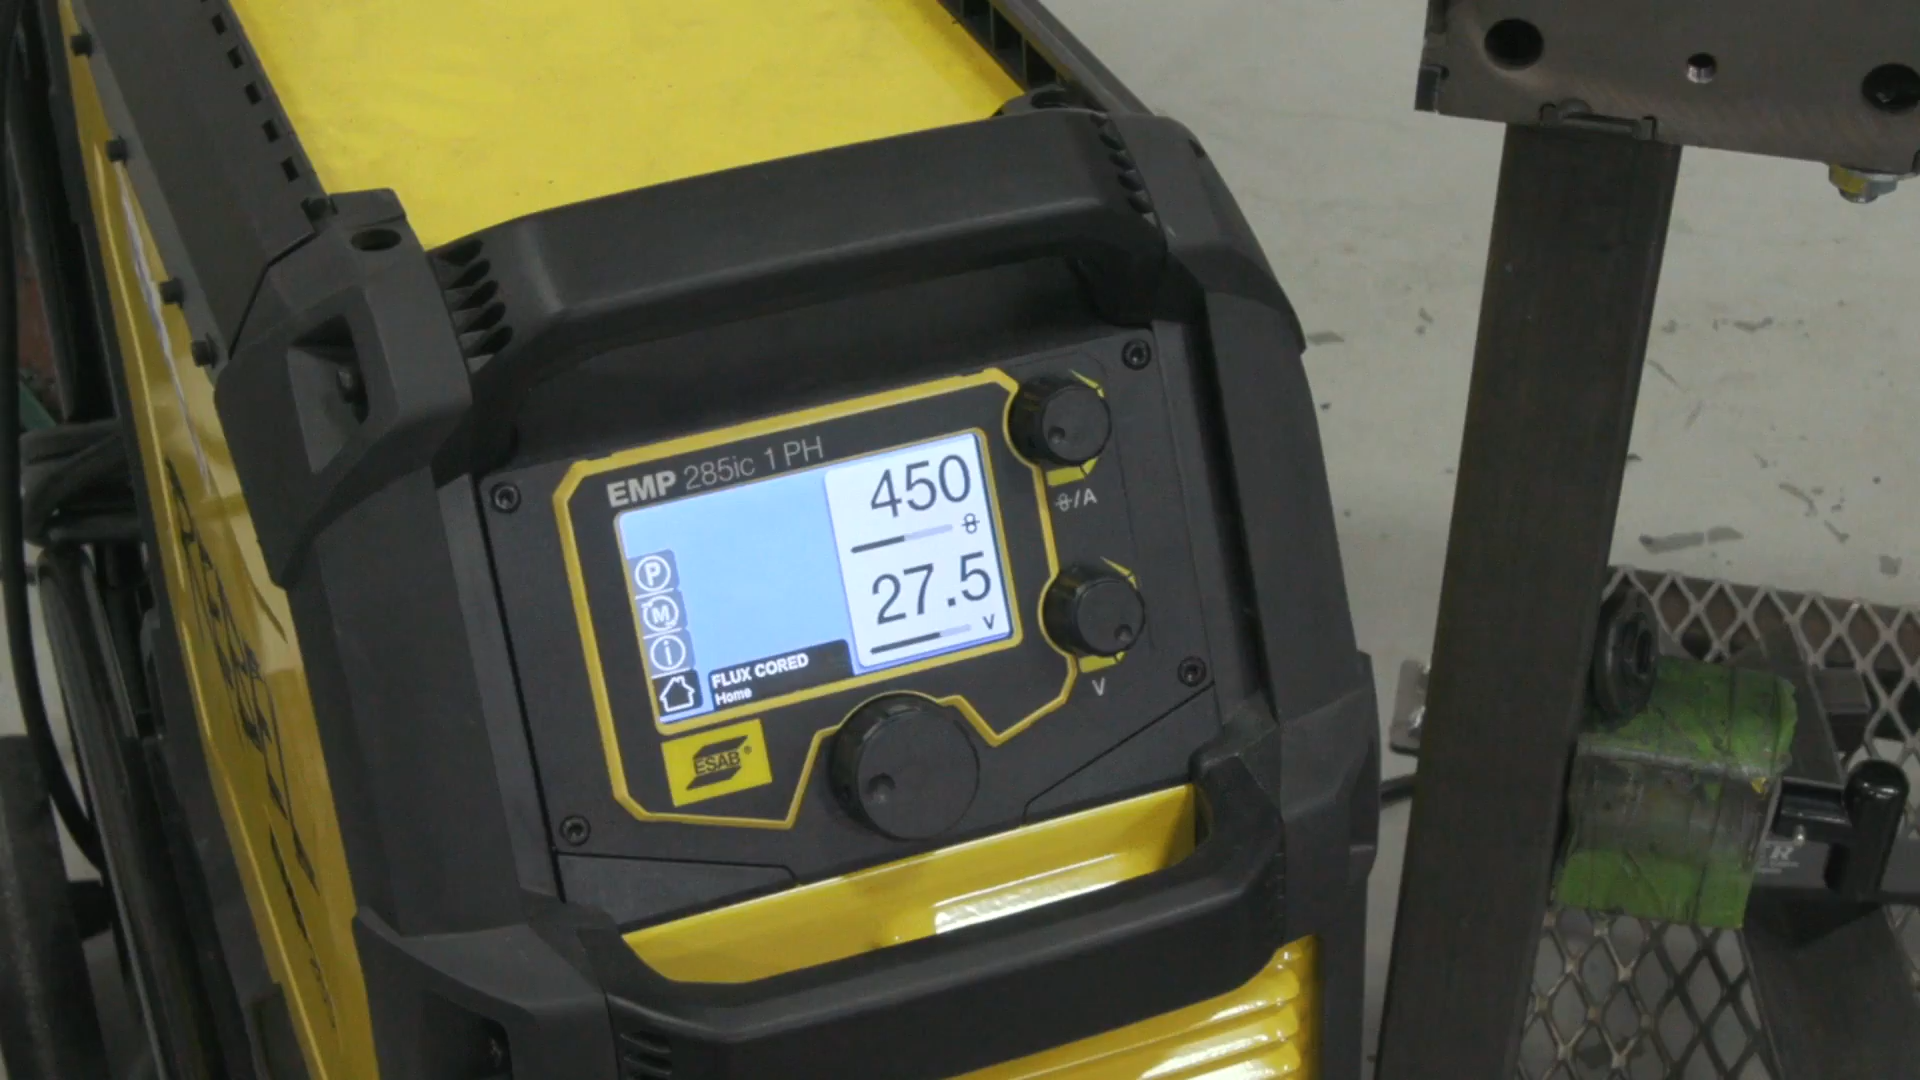 EMP 285ic 1 PH
450
27.5
V
P
M
i
FLUX CORED
Home
/A
V
ESAB®